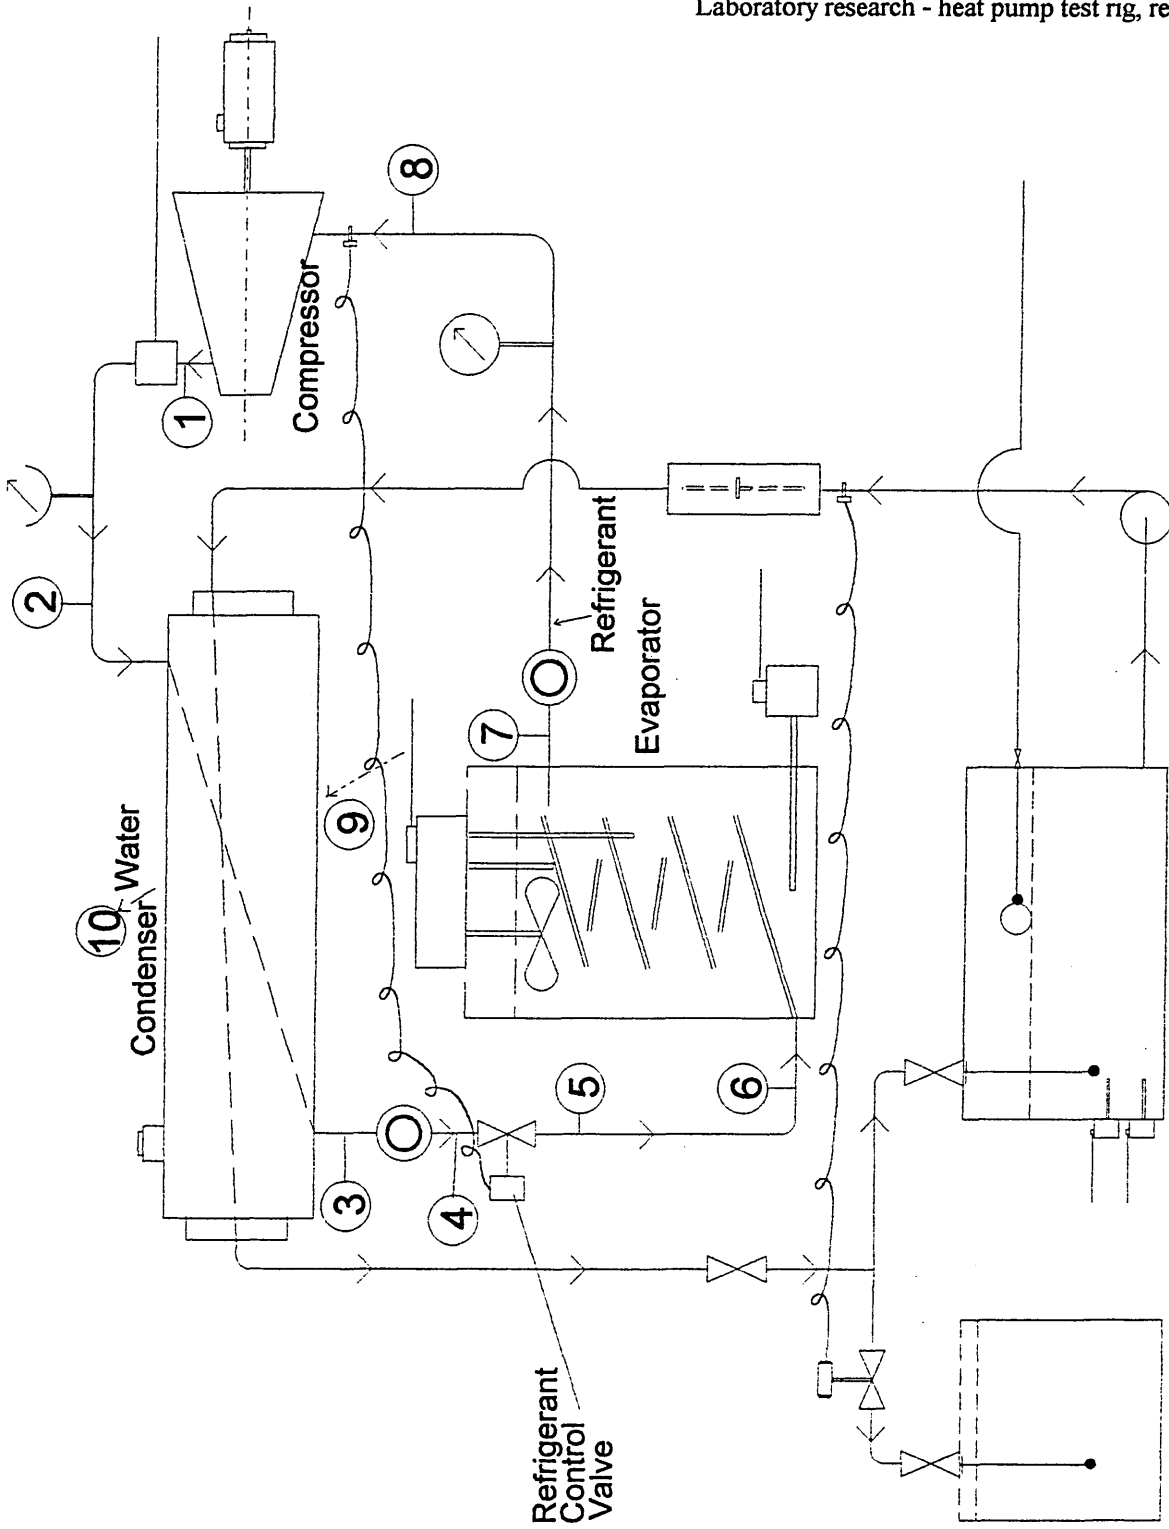 Laboratory research - heat pump test rig, re
8
Compressor
1
2
Refrigerant
7
Evaporator
9
Water
10
Condenser
5
6
3
4
Refrigerant
Control
Valve